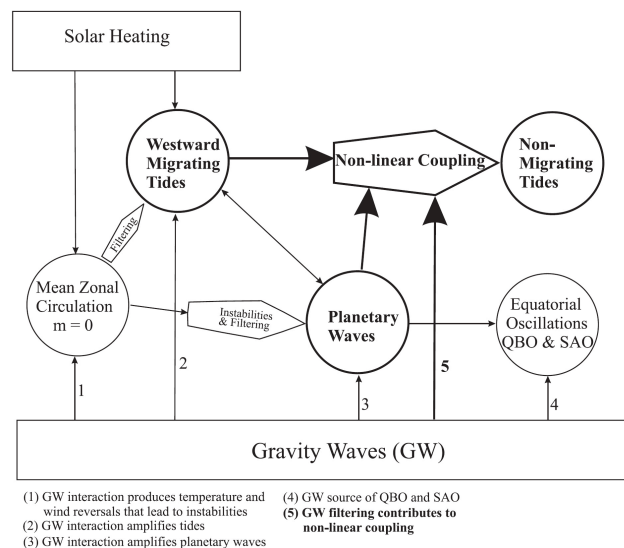 Solar Heating
Westward
Migrating
Tides
Non-linear Coupling
Non-
Migrating
Tides
Filtering
Mean Zonal
Circulation
m = 0
Instabilities
& Filtering
Planetary
Waves
Equatorial
Oscillations
QBO & SAO
1
2
3
5
4
Gravity Waves (GW)
(1) GW interaction produces temperature and
wind reversals that lead to instabilities
(2) GW interaction amplifies tides
(3) GW interaction amplifies planetary waves
(4) GW source of QBO and SAO
(5) GW filtering contributes to
non-linear coupling